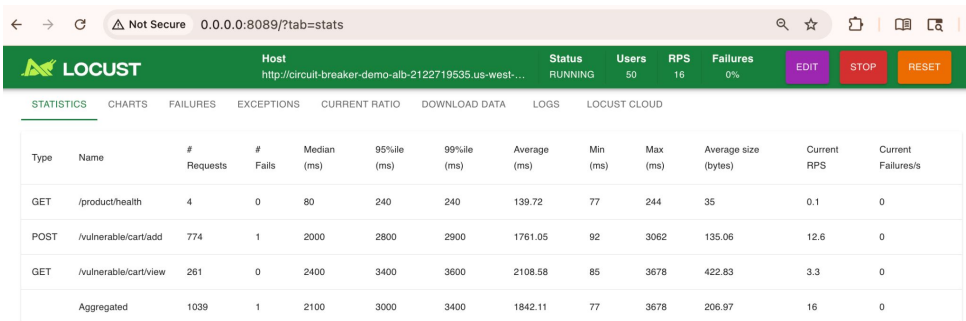 Not Secure 0.0.0.0:8089/?tab=stats
LOCUST
Host
http://circuit-breaker-demo-alb-2122719535.us-west-...
Status
RUNNING
Users
50
RPS
16
Failures
0%
EDIT
STOP
RESET
STATISTICS CHARTS FAILURES EXCEPTIONS CURRENT RATIO DOWNLOAD DATA LOGS LOCUST CLOUD
Type Name # Requests # Fails Median (ms) 95%ile (ms) 99%ile (ms) Average (ms) Min (ms) Max (ms) Average size (bytes) Current RPS Current Failures/s
GET /product/health 4 0 80 240 240 139.72 77 244 35 0.1 0
POST /vulnerable/cart/add 774 1 2000 2800 2900 1761.05 92 3062 135.06 12.6 0
GET /vulnerable/cart/view 261 0 2400 3400 3600 2108.58 85 3678 422.83 3.3 0
Aggregated 1039 1 2100 3000 3400 1842.11 77 3678 206.97 16 0